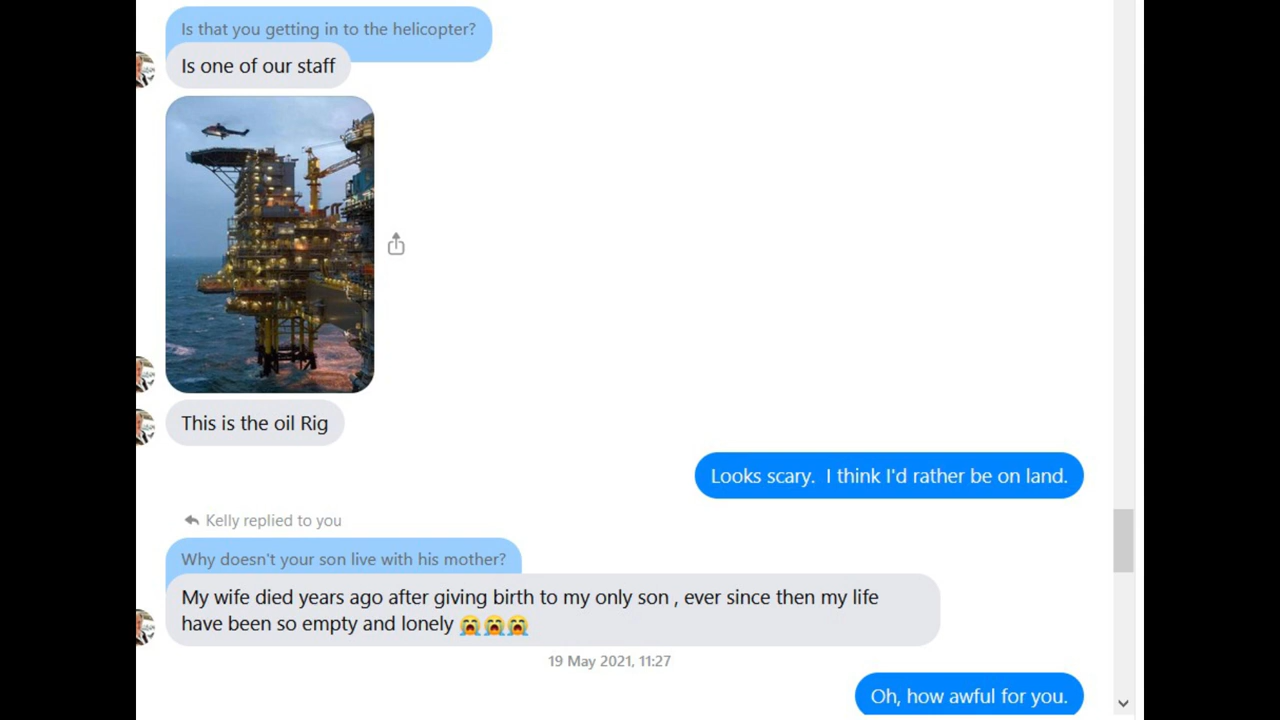 Is that you getting in to the helicopter?
Is one of our staff
This is the oil Rig
Looks scary.  I think I'd rather be on land.
Kelly replied to you
Why doesn't your son live with his mother?
My wife died years ago after giving birth to my only son , ever since then my life
have been so empty and lonely 😭😭😭
19 May 2021, 11:27
Oh, how awful for you.